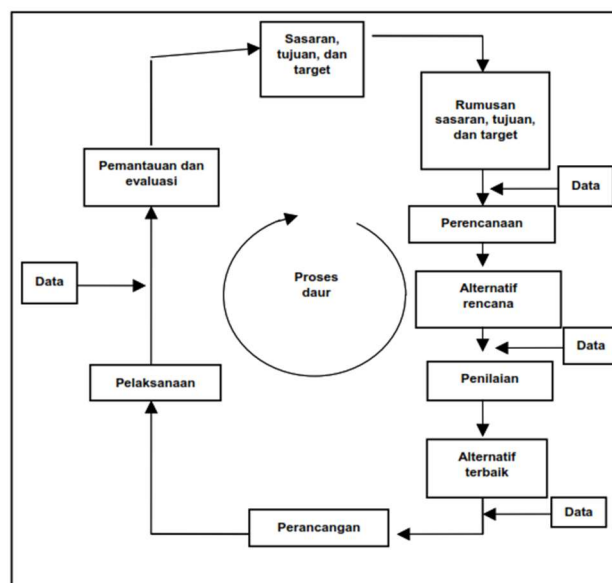 Sasaran,
tujuan, dan
target
Rumusan
sasaran, tujuan,
dan target
Data
Perencanaan
Alternatif
rencana
Data
Penilaian
Alternatif
terbaik
Data
Perancangan
Pelaksanaan
Data
Pemantauan dan
evaluasi
Proses
daur